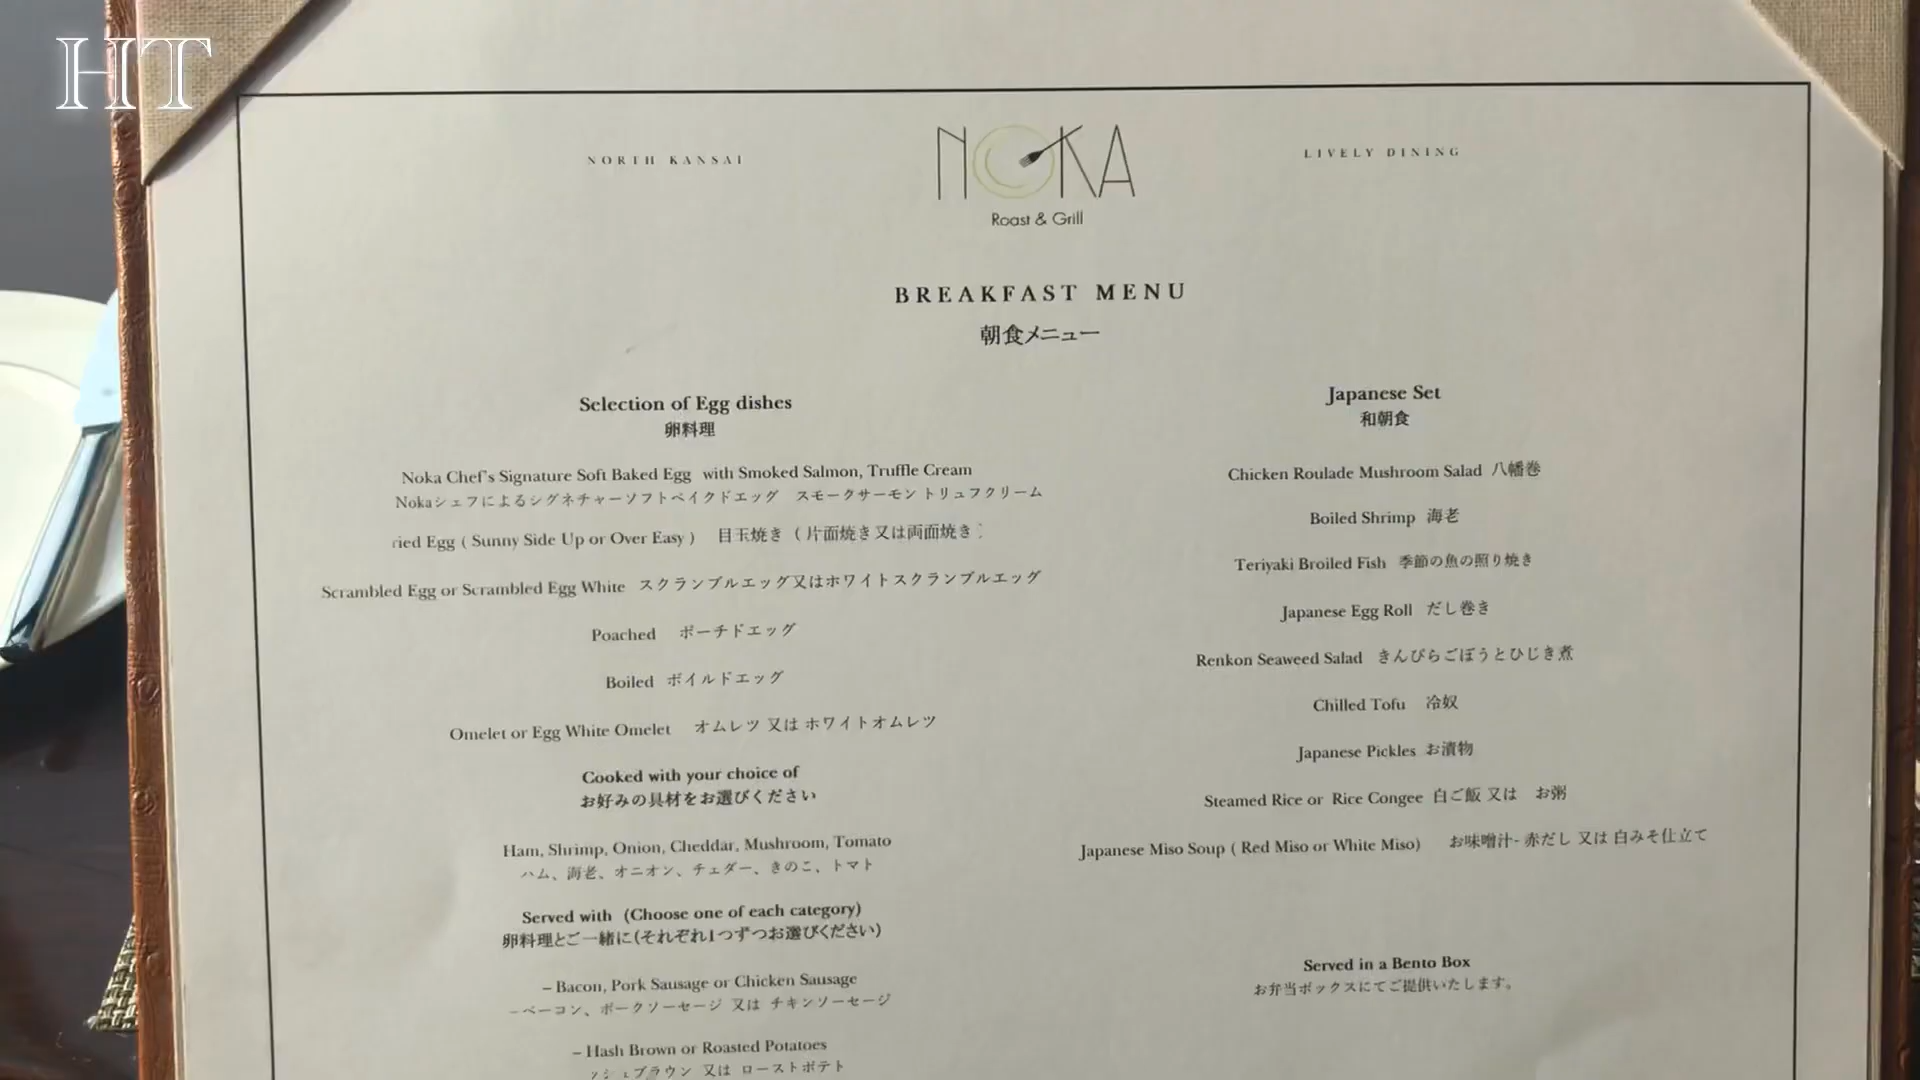 HT
NORTH KANSAI
NOKA
Roast & Grill
LIVELY DINING
BREAKFAST MENU
朝食メニュー
Selection of Egg dishes
卵料理
Noka Chef's Signature Soft Baked Egg with Smoked Salmon, Truffle Cream
Nokaシェフによるシグネチャーソフトベイクドエッグ スモークサーモン トリュフクリーム
ried Egg ( Sunny Side Up or Over Easy ) 目玉焼き ( 片面焼き又は両面焼き )
Scrambled Egg or Scrambled Egg White スクランブルエッグ又はホワイトスクランブルエッグ
Poached ポーチドエッグ
Boiled ボイルドエッグ
Omelet or Egg White Omelet オムレツ 又は ホワイトオムレツ
Cooked with your choice of
お好みの具材をお選びください
Ham, Shrimp, Onion, Cheddar, Mushroom, Tomato
ハム、海老、オニオン、チェダー、きのこ、トマト
Served with (Choose one of each category)
卵料理とご一緒に(それぞれ1つずつお選びください)
– Bacon, Pork Sausage or Chicken Sausage
–ベーコン、ポークソーセージ 又は チキンソーセージ
– Hash Brown or Roasted Potatoes
ッシュブラウン 又は ローストポテト
Japanese Set
和朝食
Chicken Roulade Mushroom Salad 八幡巻
Boiled Shrimp 海老
Teriyaki Broiled Fish 季節の魚の照り焼き
Japanese Egg Roll だし巻き
Renkon Seaweed Salad きんぴらごぼうとひじき煮
Chilled Tofu 冷奴
Japanese Pickles お漬物
Steamed Rice or Rice Congee 白ご飯 又は お粥
Japanese Miso Soup ( Red Miso or White Miso) お味噌汁- 赤だし 又は 白みそ仕立て
Served in a Bento Box
お弁当ボックスにてご提供いたします。